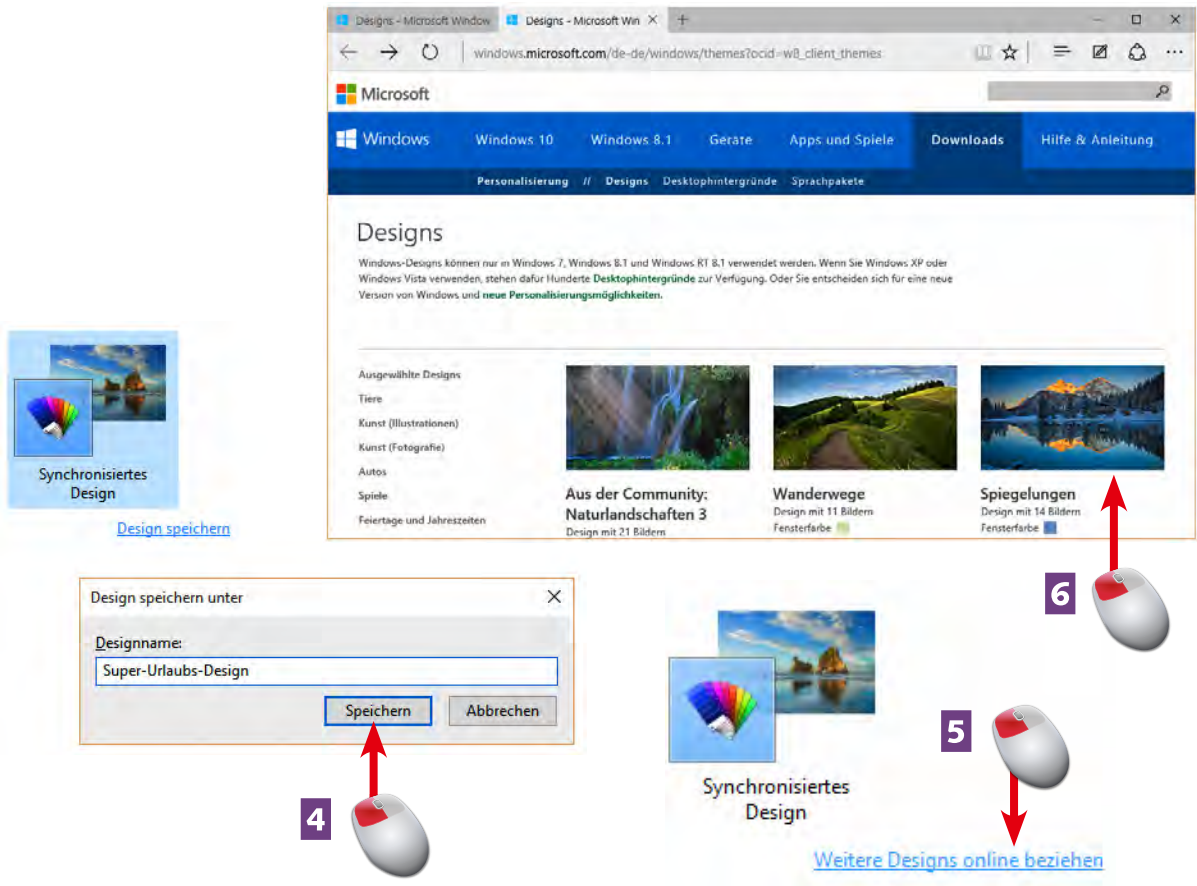 Designs - Microsoft Window
Designs - Microsoft Win
windows.microsoft.com/de-de/windows/themes?ocid=w8_client_themes
Microsoft
Windows
Windows 10
Windows 8.1
Geräte
Apps und Spiele
Downloads
Hilfe & Anleitung
Personalisierung // Designs Desktophintergründe Sprachpakete
Designs
Windows-Designs können nur in Windows 7, Windows 8.1 und Windows RT 8.1 verwendet werden. Wenn Sie Windows XP oder
Windows Vista verwenden, stehen dafür Hunderte Desktophintergründe zur Verfügung. Oder Sie entscheiden sich für eine neue
Version von Windows und neue Personalisierungsmöglichkeiten.
Ausgewählte Designs
Tiere
Kunst (Illustrationen)
Kunst (Fotografie)
Autos
Spiele
Feiertage und Jahreszeiten
Aus der Community:
Naturlandschaften 3
Design mit 21 Bildern
Wanderwege
Design mit 11 Bildern
Fensterfarbe
Spiegelungen
Design mit 14 Bildern
Fensterfarbe
Synchronisiertes
Design
Design speichern
6
Design speichern unter
Designname:
Super-Urlaubs-Design
Speichern
Abbrechen
4
5
Synchronisiertes
Design
Weitere Designs online beziehen